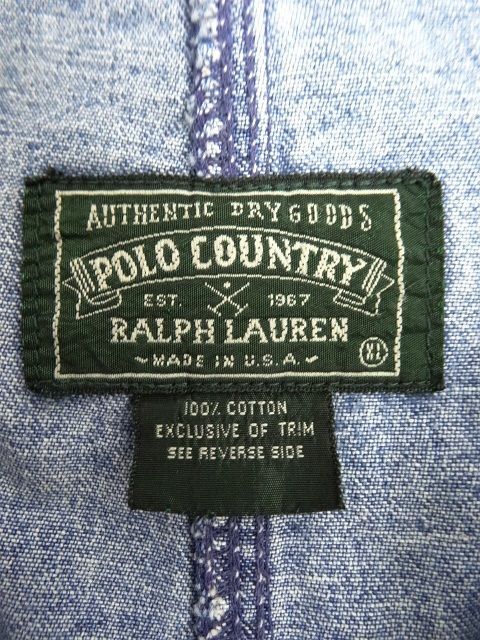 AUTHENTIC DRY GOODS
POLO COUNTRY
EST. 1967
RALPH LAUREN
~ MADE IN U.S.A. ~
XL
100% COTTON
EXCLUSIVE OF TRIM
SEE REVERSE SIDE